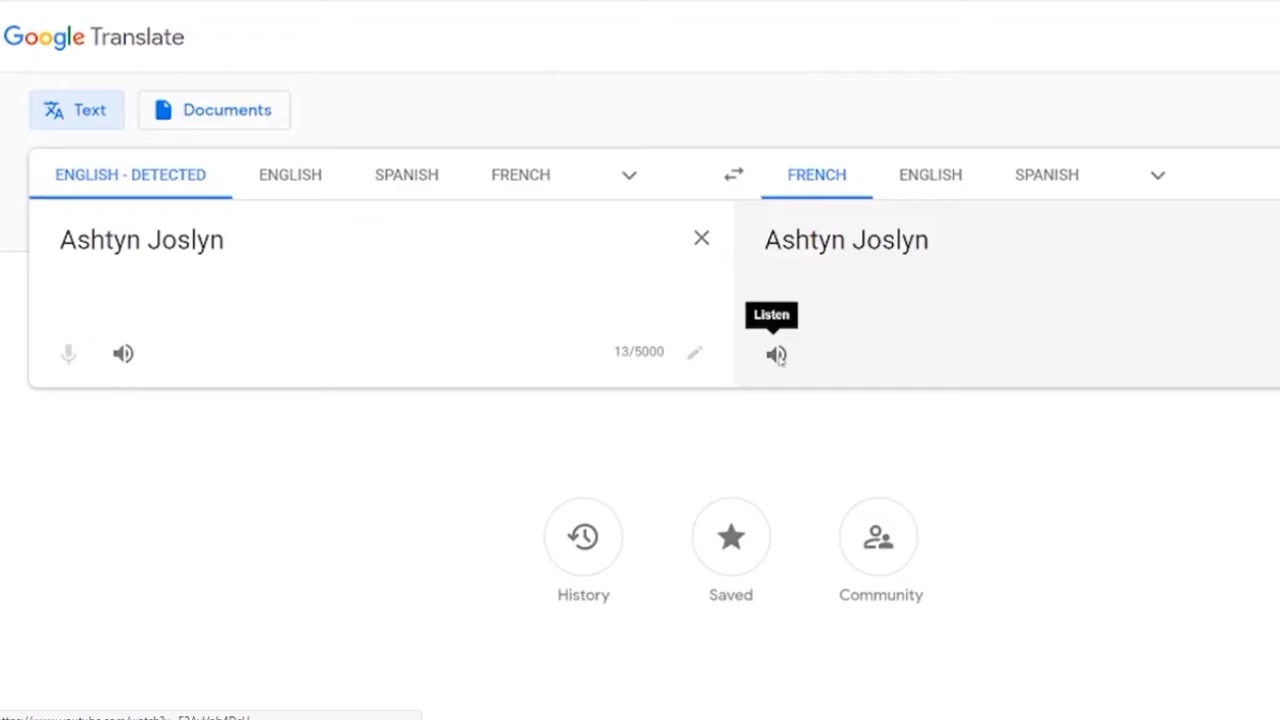 Google Translate
Text Documents
ENGLISH - DETECTED ENGLISH SPANISH FRENCH FRENCH ENGLISH SPANISH
Ashtyn Joslyn Ashtyn Joslyn
Listen
13/5000
History Saved Community